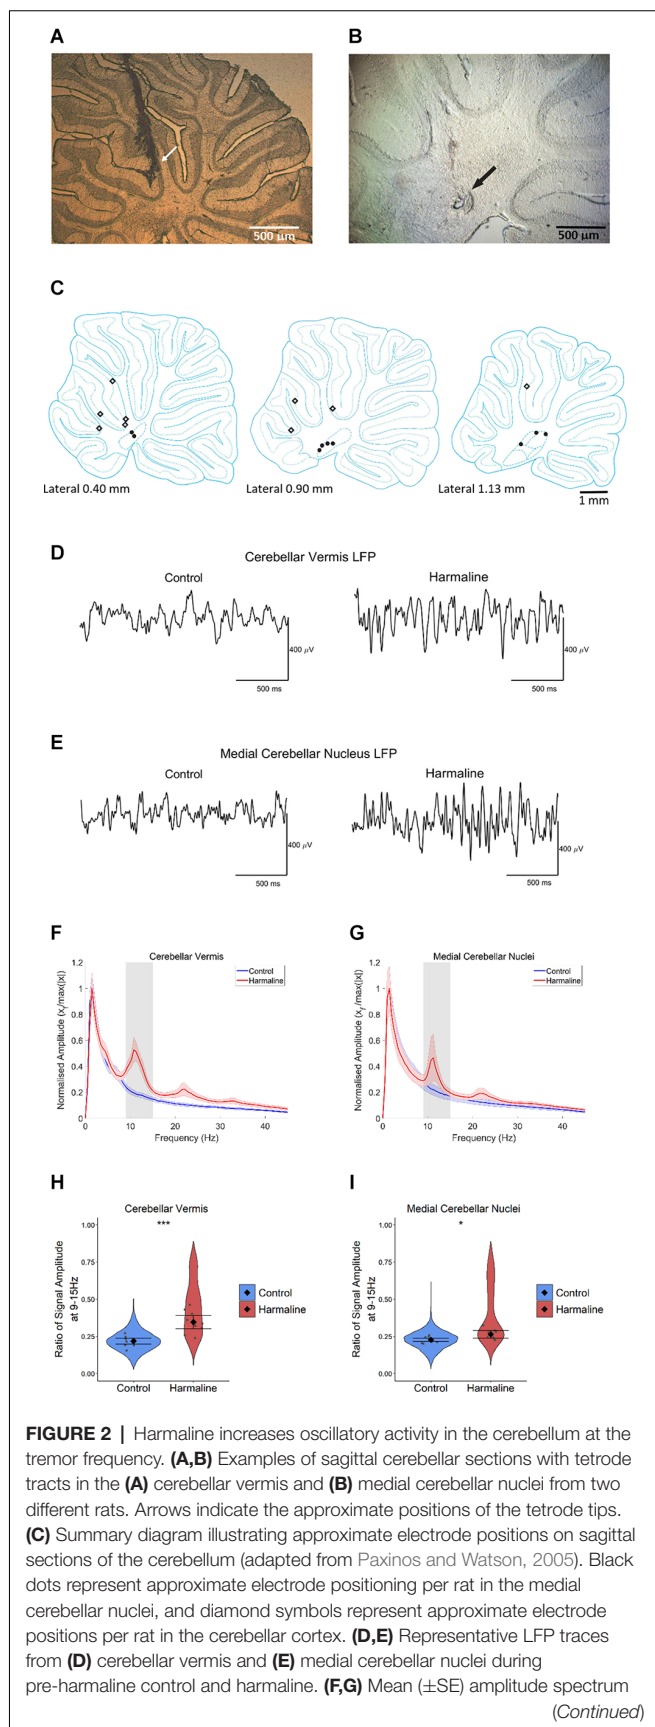 A
B
500 µm
500 µm
C
Lateral 0.40 mm
Lateral 0.90 mm
Lateral 1.13 mm
1 mm
D
Cerebellar Vermis LFP
Control
Harmaline
400 µV
400 µV
500 ms
500 ms
E
Medial Cerebellar Nucleus LFP
Control
Harmaline
400 µV
400 µV
500 ms
500 ms
F
Cerebellar Vermis
Normalised Amplitude (xᵢ/max(|x|)
1.2
1
0.8
0.6
0.4
0.2
0
0
10
20
30
40
Frequency (Hz)
Control
Harmaline
G
Medial Cerebellar Nuclei
Normalised Amplitude (xᵢ/max(|x|)
1.2
1
0.8
0.6
0.4
0.2
0
0
10
20
30
40
Frequency (Hz)
Control
Harmaline
H
Cerebellar Vermis
***
Ratio of Signal Amplitude
at 9-15Hz
1.00
0.75
0.50
0.25
0.00
Control
Harmaline
Control
Harmaline
I
Medial Cerebellar Nuclei
*
Ratio of Signal Amplitude
at 9-15Hz
1.00
0.75
0.50
0.25
0.00
Control
Harmaline
Control
Harmaline
FIGURE 2 | Harmaline increases oscillatory activity in the cerebellum at the
tremor frequency. (A,B) Examples of sagittal cerebellar sections with tetrode
tracts in the (A) cerebellar vermis and (B) medial cerebellar nuclei from two
different rats. Arrows indicate the approximate positions of the tetrode tips.
(C) Summary diagram illustrating approximate electrode positions on sagittal
sections of the cerebellum (adapted from Paxinos and Watson, 2005). Black
dots represent approximate electrode positioning per rat in the medial
cerebellar nuclei, and diamond symbols represent approximate electrode
positions per rat in the cerebellar cortex. (D,E) Representative LFP traces
from (D) cerebellar vermis and (E) medial cerebellar nuclei during
pre-harmaline control and harmaline. (F,G) Mean (±SE) amplitude spectrum
(Continued)